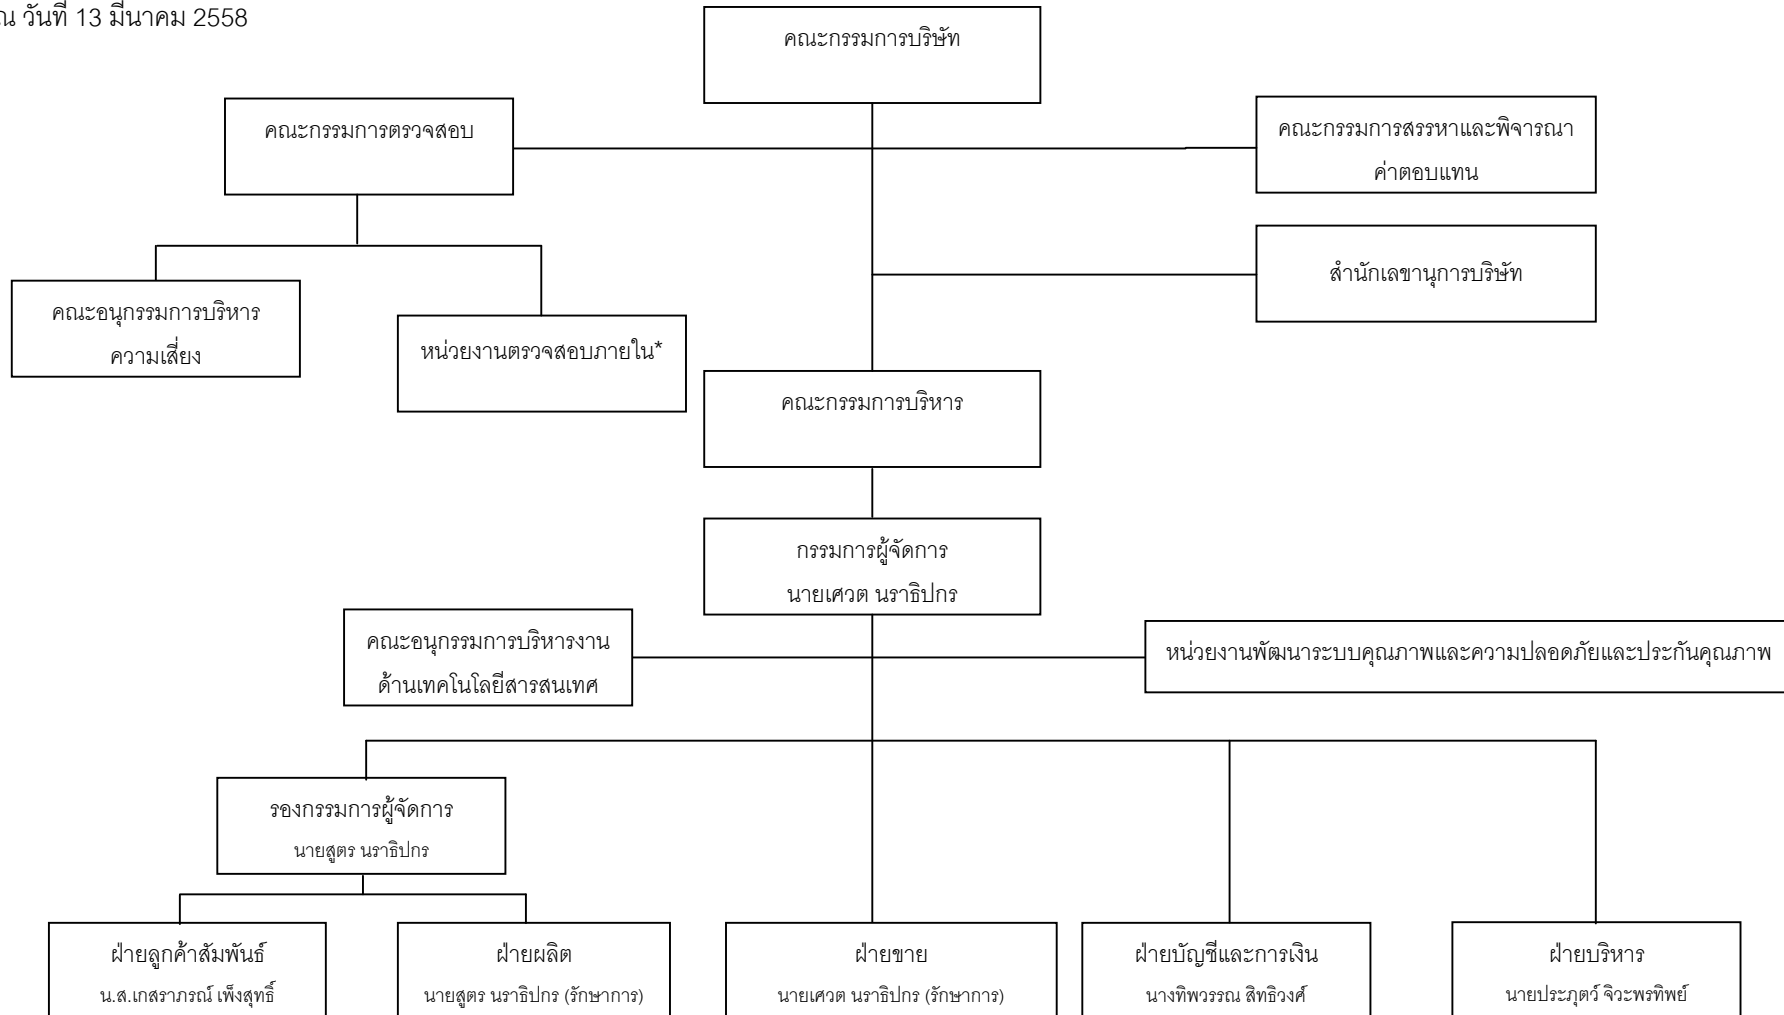 ณ วันที่ 13 มีนาคม 2558
คณะกรรมการบริษัท
คณะกรรมการตรวจสอบ
คณะกรรมการสรรหาและพิจารณา
ค่าตอบแทน
สำนักเลขานุการบริษัท
คณะอนุกรรมการบริหาร
ความเสี่ยง
หน่วยงานตรวจสอบภายใน*
คณะกรรมการบริหาร
กรรมการผู้จัดการ
นายเศวต นราธิปกร
คณะอนุกรรมการบริหารงาน
ด้านเทคโนโลยีสารสนเทศ
หน่วยงานพัฒนาระบบคุณภาพและความปลอดภัยและประกันคุณภาพ
รองกรรมการผู้จัดการ
นายสูตร นราธิปกร
ฝ่ายลูกค้าสัมพันธ์
น.ส.เกสราภรณ์ เพ็งสุทธิ์
ฝ่ายผลิต
นายสูตร นราธิปกร (รักษาการ)
ฝ่ายขาย
นายเศวต นราธิปกร (รักษาการ)
ฝ่ายบัญชีและการเงิน
นางทิพวรรณ สิทธิวงศ์
ฝ่ายบริหาร
นายประภุตว์ จิวะพรทิพย์